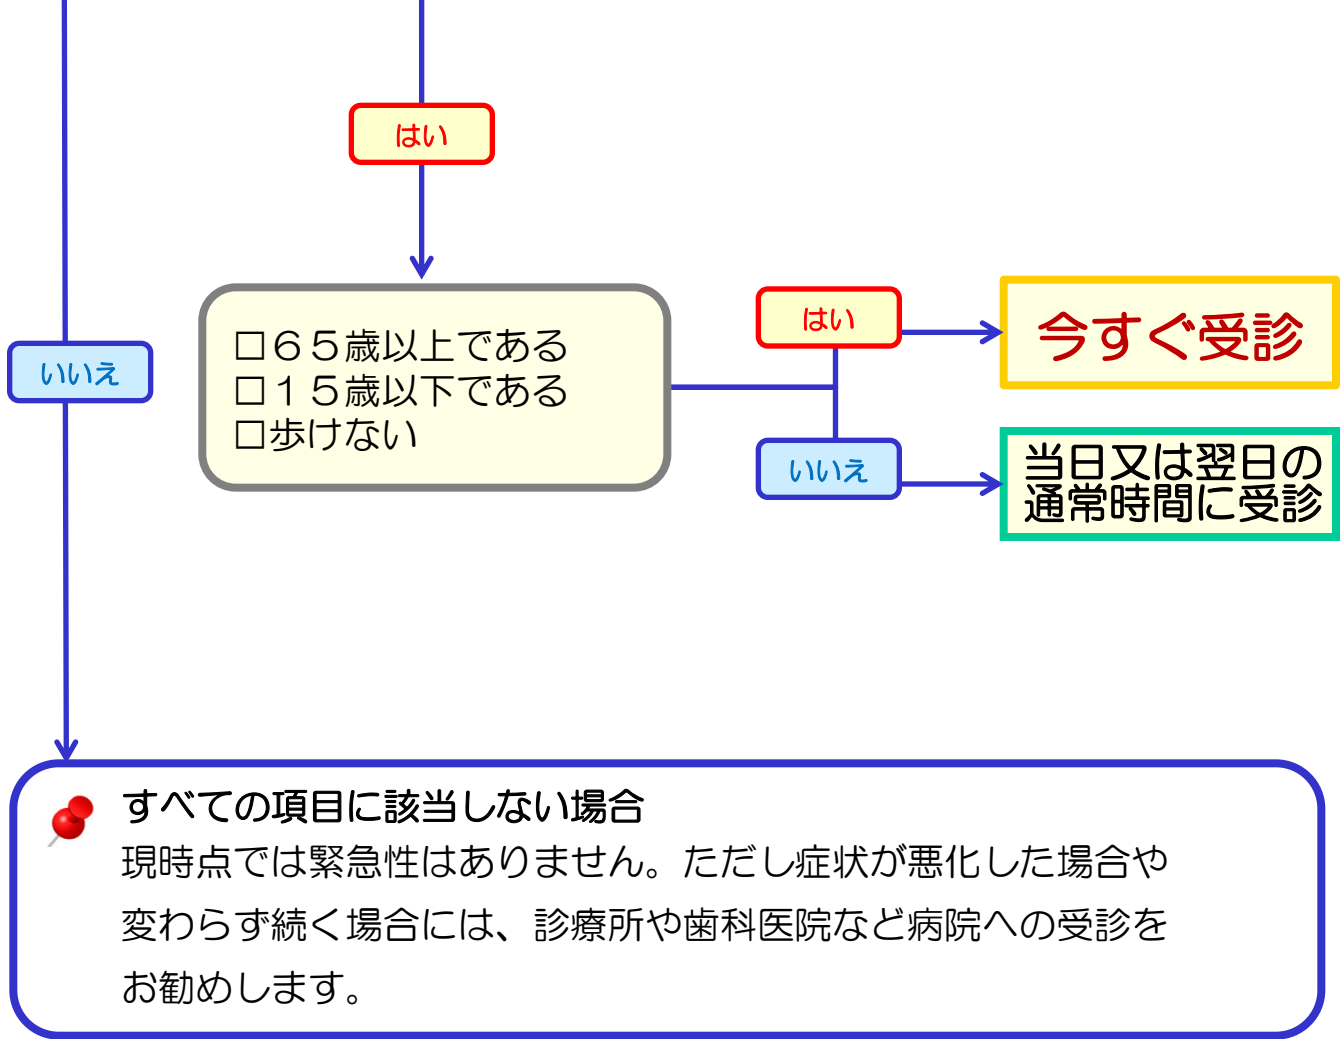 はい
□６５歳以上である
□１５歳以下である
□歩けない
はい
今すぐ受診
いいえ
いいえ
当日又は翌日の
通常時間に受診
すべての項目に該当しない場合
現時点では緊急性はありません。ただし症状が悪化した場合や
変わらず続く場合には、診療所や歯科医院など病院への受診を
お勧めします。